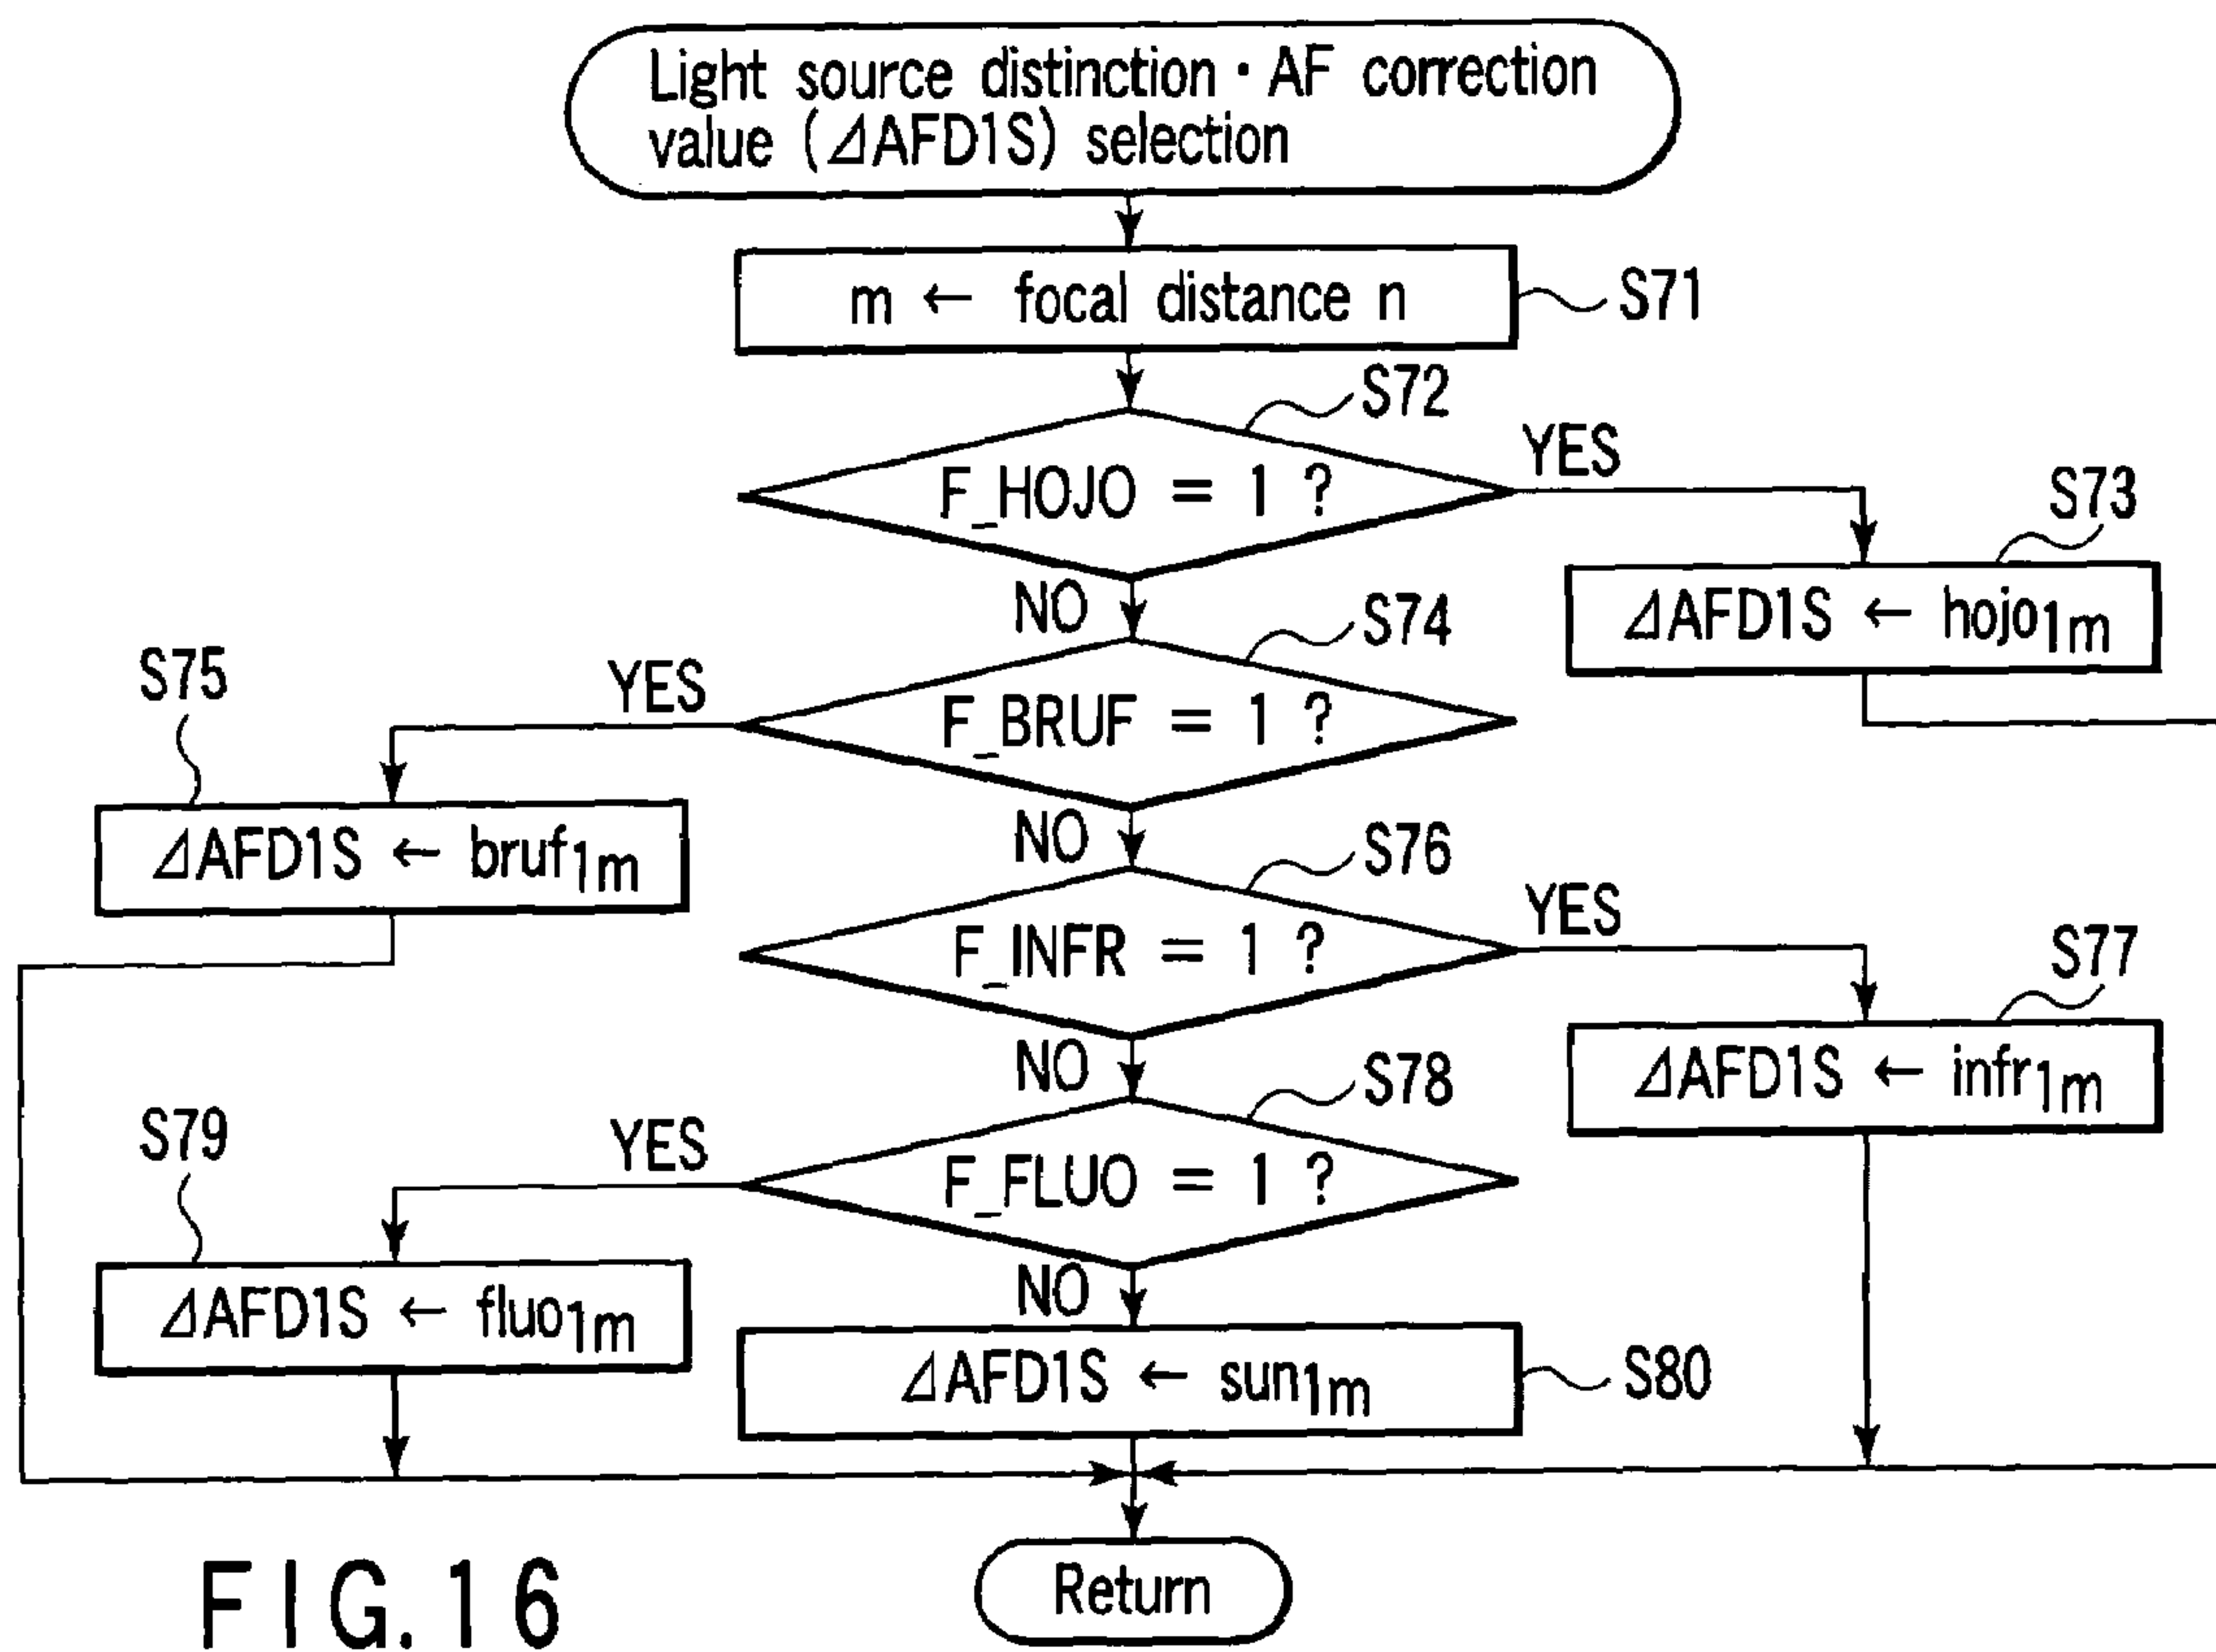 Light source distinction · AF correction
value (⊿AFD1S) selection
m ← focal distance n
S71
S72
F_HOJO = 1 ?
YES
S73
⊿AFD1S ← hojo1m
NO
S74
F_BRUF = 1 ?
YES
S75
⊿AFD1S ← bruf1m
NO
S76
F_INFR = 1 ?
YES
S77
⊿AFD1S ← infr1m
NO
S78
F_FLUO = 1 ?
YES
S79
⊿AFD1S ← fluo1m
NO
⊿AFD1S ← sun1m
S80
Return
FIG.16